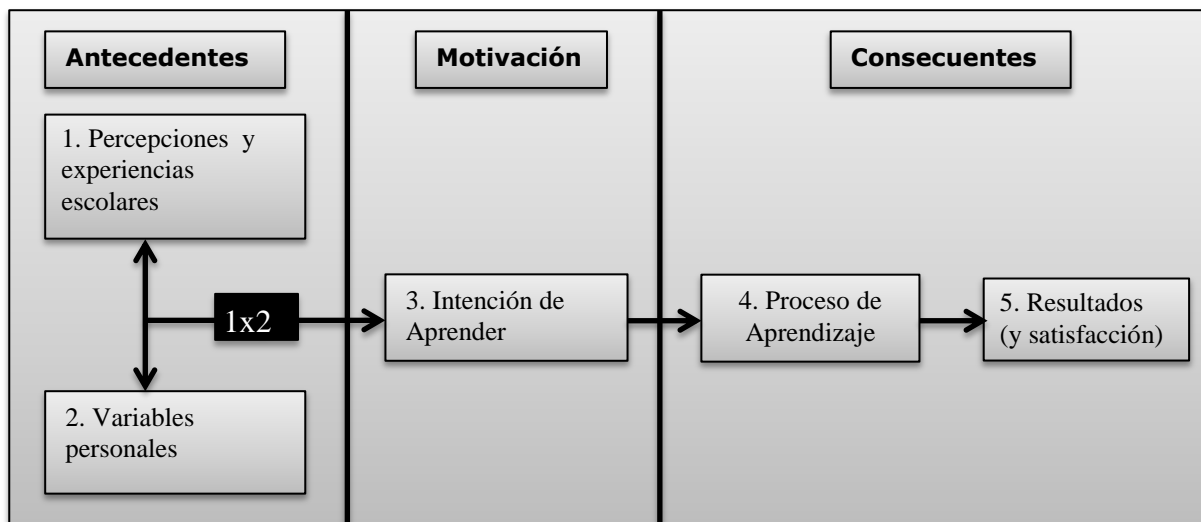 Antecedentes
Motivación
Consecuentes
1. Percepciones y
experiencias
escolares
1x2
3. Intención de
Aprender
4. Proceso de
Aprendizaje
5. Resultados
(y satisfacción)
2. Variables
personales